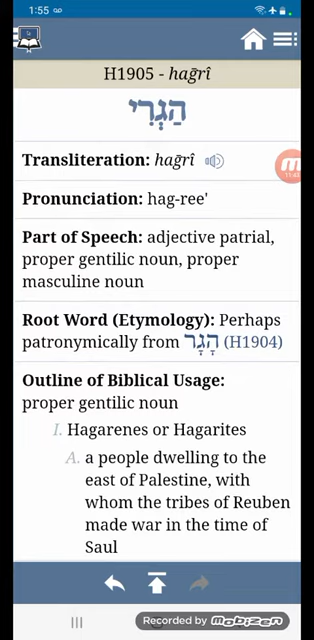 1:55
H1905 - haḡrî
הַגְרִי
Transliteration: haḡrî
Pronunciation: hag-ree'
Part of Speech: adjective patrial,
proper gentilic noun, proper
masculine noun
Root Word (Etymology): Perhaps
patronymically from הָגָר (H1904)
Outline of Biblical Usage:
proper gentilic noun
I. Hagarenes or Hagarites
A. a people dwelling to the
east of Palestine, with
whom the tribes of Reuben
made war in the time of
Saul
Recorded by mobizen